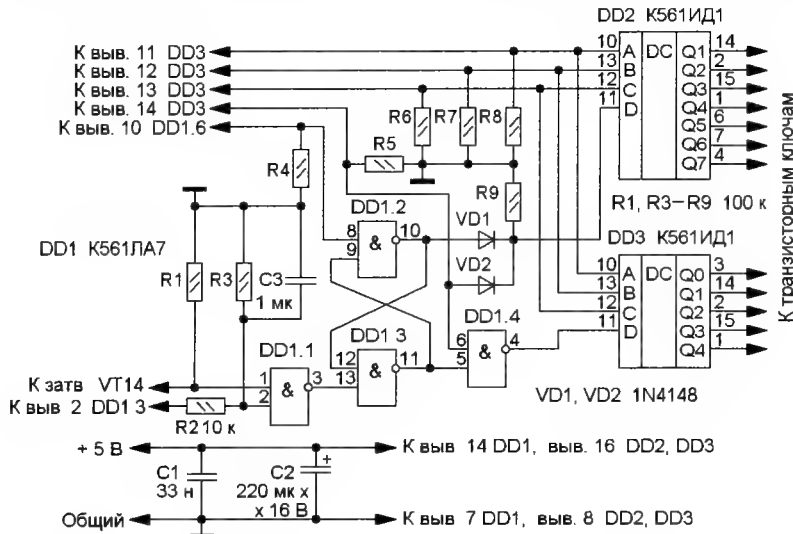 DD2 К561ИД1
К выв. 11 DD3
К выв. 12 DD3
К выв. 13 DD3
К выв. 14 DD3
К выв. 10 DD1.6
10 A DC Q1 14
13 B Q2 2
12 C Q3 15
11 D Q4 1
Q5 6
Q6 7
Q7 4
R6 R7 R8
R5
R4
R9
R1, R3–R9 100 к
К транзисторным ключам
DD1 К561ЛА7
R1 R3 C3
1 мк
DD1.2
8 & 10
9
VD1
VD2
DD3 К561ИД1
10 A DC Q0 3
13 B Q1 14
12 C Q2 2
11 D Q3 15
Q4 1
DD1.4
6 & 4
5
DD1 3
12 & 11
13
DD1.1
1 & 3
2
К затв VT14
К выв 2 DD1 3
R2 10 к
VD1, VD2 1N4148
+ 5 В
К выв 14 DD1, выв. 16 DD2, DD3
C1
33 н
C2 +
220 мк х
х 16 В
Общий
К выв 7 DD1, выв. 8 DD2, DD3